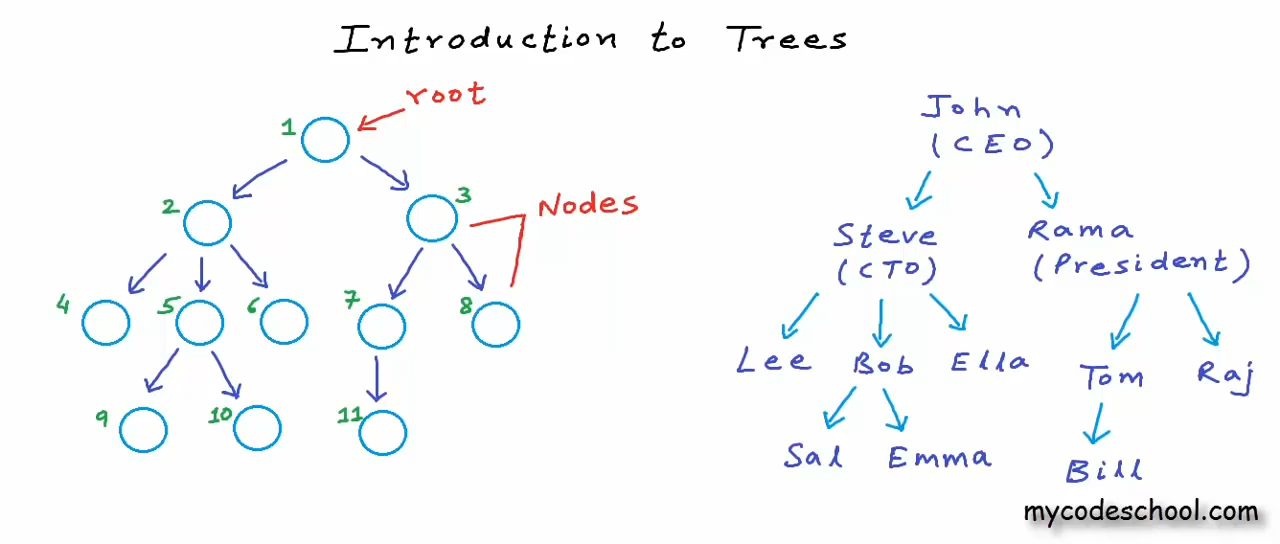 Introduction to Trees
root
1
2
3
Nodes
4
5
6
7
8
9
10
11
John
(CEO)
Steve
(CTO)
Rama
(President)
Lee
Bob
Ella
Tom
Raj
Sal
Emma
Bill
mycodeschool.com